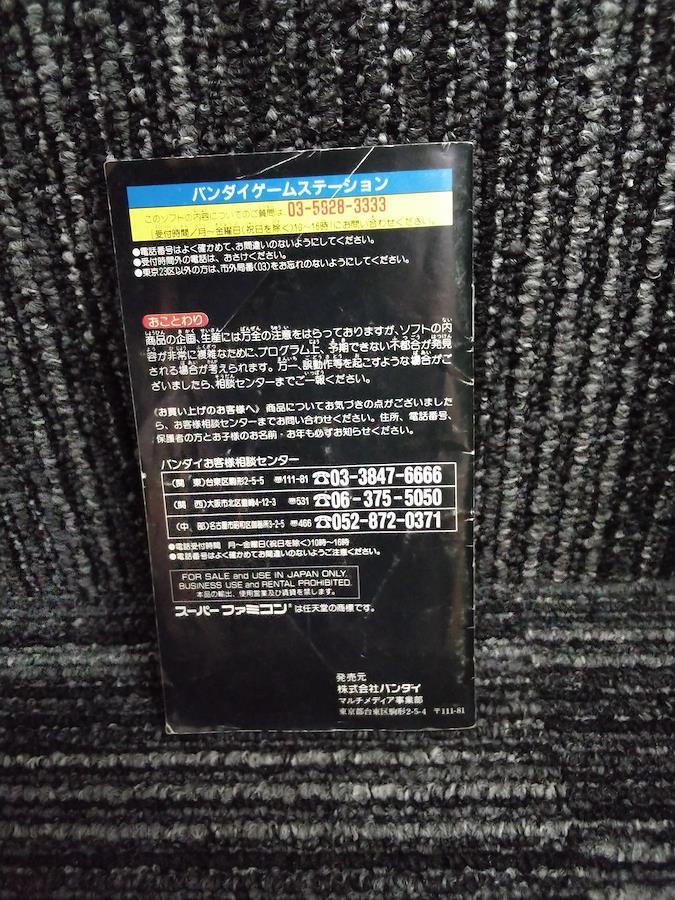 バンダイゲームステーション
このソフトの内容についてのご質問は 03-5828-3333
(受付時間/月~金曜日(祝日を除く)10~16時)にお問い合わせください。
●電話番号はよく確かめて、お間違いのないようにしてください。
●受付時間外の電話は、おさけください。
●東京23区以外の方は、市外局番(03)をお忘れのないようにしてください。
おことわり
商品の企画、生産には万全の注意をはらっておりますが、ソフトの内
容が非常に複雑なために、プログラム上、予期できない不都合が発見
される場合が考えられます。万一、誤動作等を起こすような場合がご
ざいましたら、相談センターまでご一報ください。
《お買い上げのお客様へ》商品についてお気づきの点がございました
ら、お客様相談センターまでお問い合わせください。住所、電話番号、
保護者の方とお子様のお名前・お年も必ずお知らせください。
バンダイお客様相談センター
(関 東)台東区駒形2-5-5 〒111-81 ☎03-3847-6666
(関 西)大阪市北区豊崎4-12-3 〒531 ☎06-375-5050
(中 部)名古屋市昭和区御器所3-2-5 〒466 ☎052-872-0371
●電話受付時間 月~金曜日(祝日を除く)10時~16時
●電話番号はよく確かめてお間違いのないようご注意ください。
FOR SALE and USE IN JAPAN ONLY.
BUSINESS USE and RENTAL PROHIBITED.
本品の輸出、使用営業及び賃貸を禁じます。
スーパーファミコン®は任天堂の商標です。
発売元
株式会社バンダイ
マルチメディア事業部
東京都台東区駒形2-5-4 〒111-81